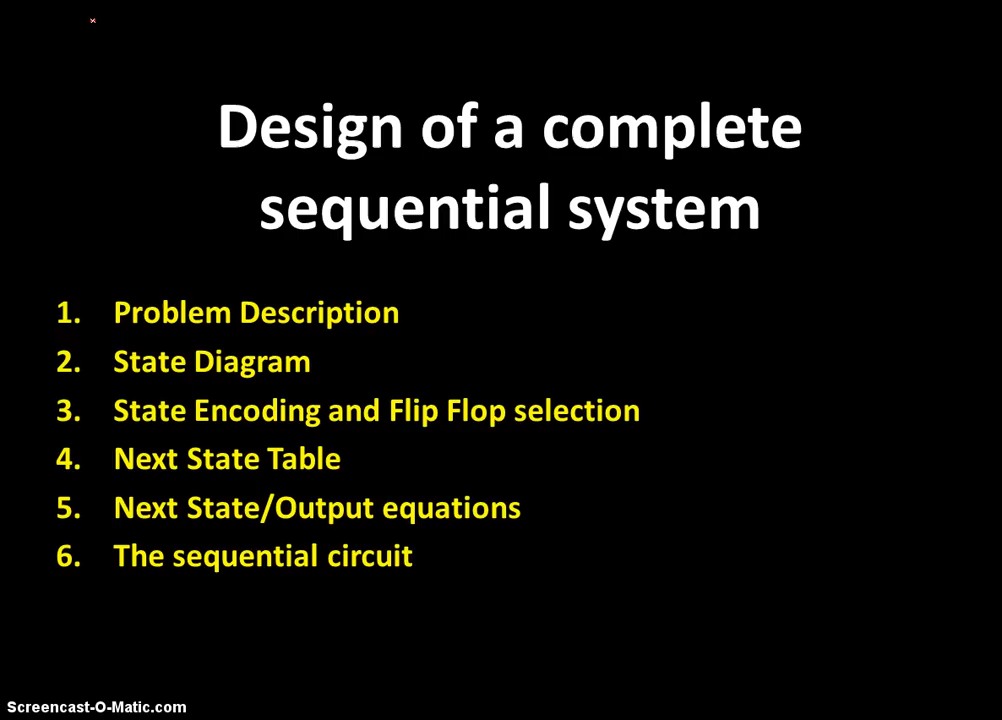 Design of a complete
sequential system
1. Problem Description
2. State Diagram
3. State Encoding and Flip Flop selection
4. Next State Table
5. Next State/Output equations
6. The sequential circuit
Screencast-O-Matic.com